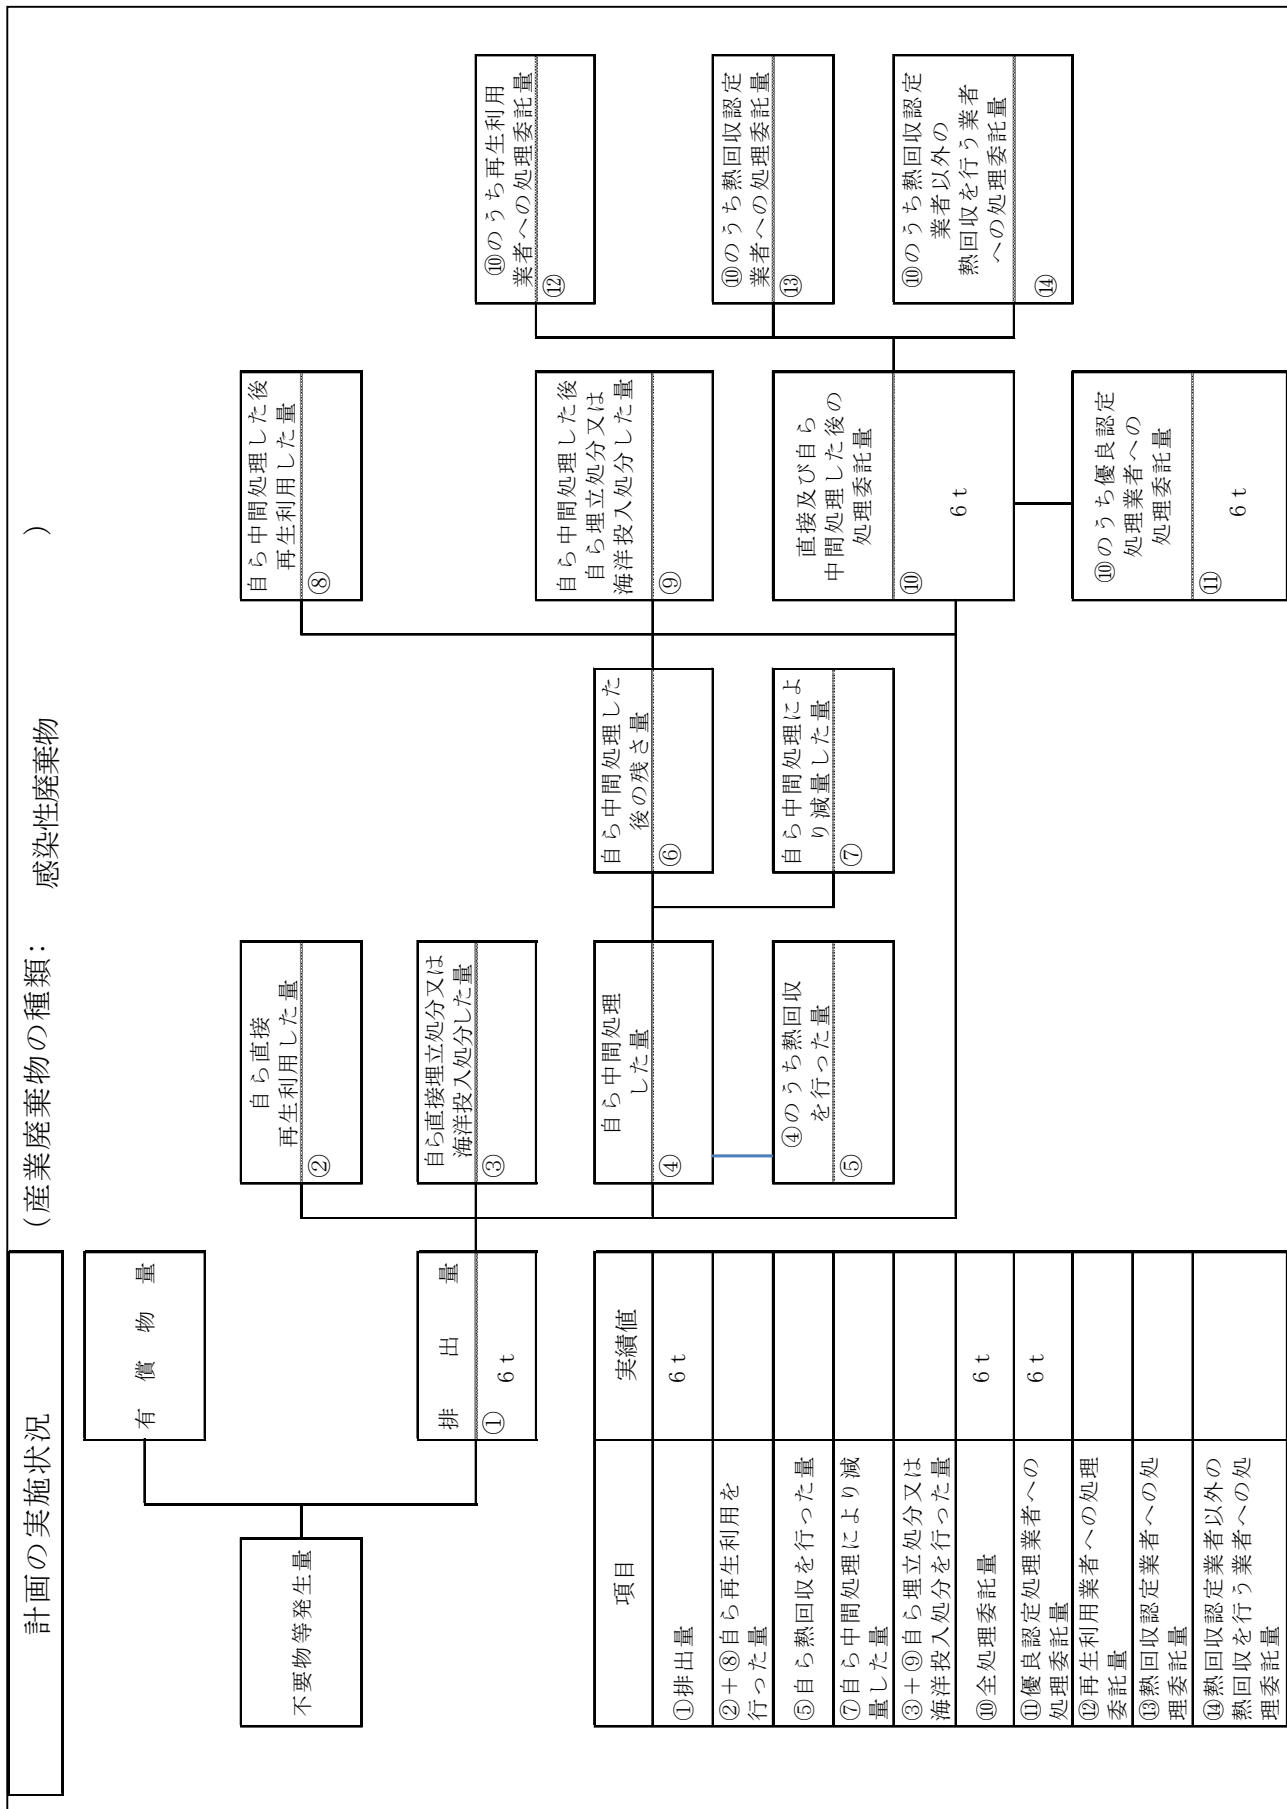 計画の実施状況
(産業廃棄物の種類： 感染性廃棄物 )
不要物等発生量
有償物量
排出量
① 6ｔ
自ら直接
再生利用した量
②
自ら直接埋立処分又は
海洋投入処分した量
③
自ら中間処理
した量
④
④のうち熱回収
を行った量
⑤
自ら中間処理した
後の残さ量
⑥
自ら中間処理によ
り減量した量
⑦
自ら中間処理した後
再生利用した量
⑧
自ら中間処理した後
自ら埋立処分又は
海洋投入処分した量
⑨
直接及び自ら
中間処理した後の
処理委託量
⑩ 6ｔ
⑩のうち優良認定
処理業者への
処理委託量
⑪ 6ｔ
⑩のうち再生利用
業者への処理委託量
⑫
⑩のうち熱回収認定
業者への処理委託量
⑬
⑩のうち熱回収認定
業者以外の
熱回収を行う業者
への処理委託量
⑭
項目 実績値
①排出量 6ｔ
②＋⑧自ら再生利用を
行った量
⑤自ら熱回収を行った量
⑦自ら中間処理により減
量した量
③＋⑨自ら埋立処分又は
海洋投入処分を行った量
⑩全処理委託量 6ｔ
⑪優良認定処理業者への
処理委託量 6ｔ
⑫再生利用業者への処理
委託量
⑬熱回収認定業者への処
理委託量
⑭熱回収認定業者以外の
熱回収を行う業者への処
理委託量